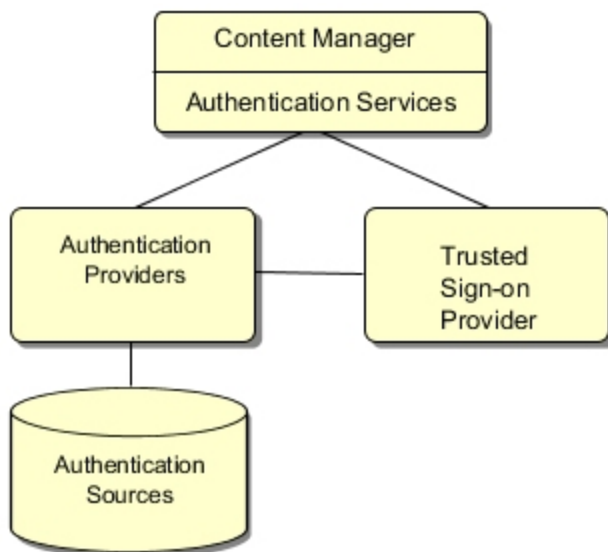 Content Manager
Authentication Services
Authentication
Providers
Trusted
Sign-on
Provider
Authentication
Sources